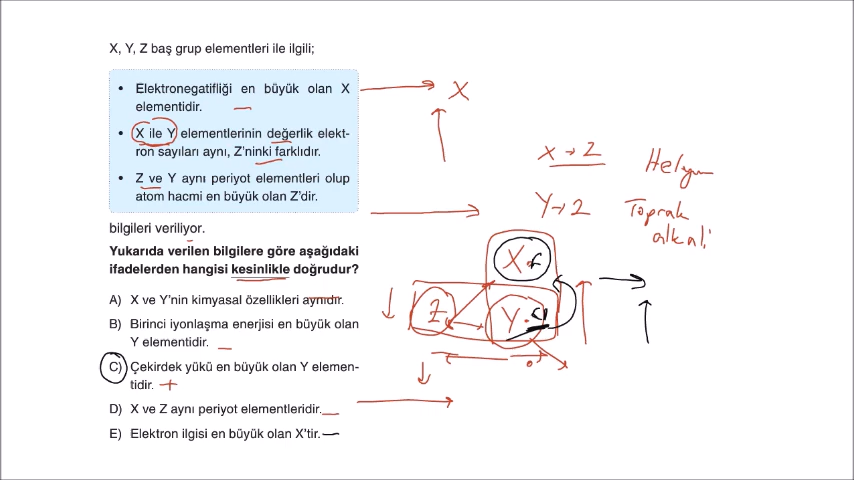 X, Y, Z baş grup elementleri ile ilgili;
• Elektronegatifliği en büyük olan X
elementidir.
• X ile Y elementlerinin değerlik elekt-
ron sayıları aynı, Z'ninki farklıdır.
• Z ve Y aynı periyot elementleri olup
atom hacmi en büyük olan Z'dir.
bilgileri veriliyor.
Yukarıda verilen bilgilere göre aşağıdaki
ifadelerden hangisi kesinlikle doğrudur?
A) X ve Y'nin kimyasal özellikleri aynıdır.
B) Birinci iyonlaşma enerjisi en büyük olan
Y elementidir.
C) Çekirdek yükü en büyük olan Y elemen-
tidir. +
D) X ve Z aynı periyot elementleridir.
E) Elektron ilgisi en büyük olan X'tir.
X
X → 2 Helyum
Y → 2 Toprak
alkali
X F
Z Y Cl